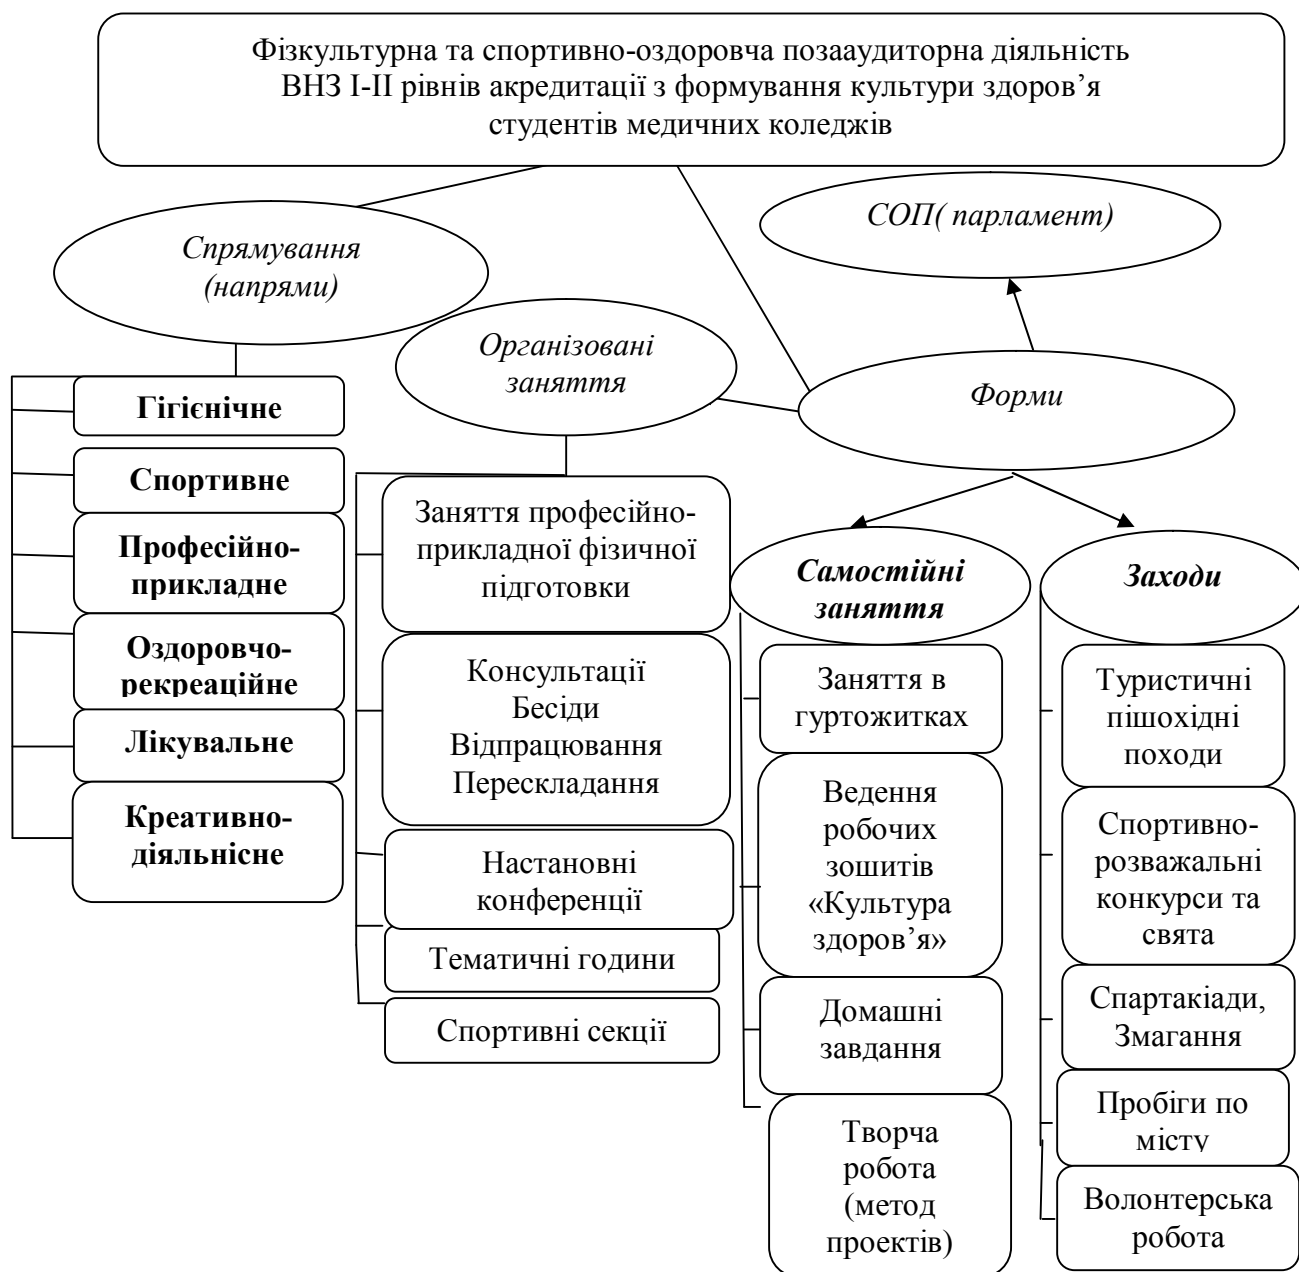 Фізкультурна та спортивно-оздоровча позааудиторна діяльність
ВНЗ І-ІІ рівнів акредитації з формування культури здоров’я
студентів медичних коледжів
СОП( парламент)
Спрямування
(напрями)
Організовані
заняття
Форми
Гігієнічне
Спортивне
Професійно-
прикладне
Оздоровчо-
рекреаційне
Лікувальне
Креативно-
діяльнісне
Заняття професійно-
прикладної фізичної
підготовки
Консультації
Бесіди
Відпрацювання
Перескладання
Настановні
конференції
Тематичні години
Спортивні секції
Самостійні
заняття
Заняття в
гуртожитках
Ведення
робочих
зошитів
«Культура
здоров’я»
Домашні
завдання
Творча
робота
(метод
проектів)
Заходи
Туристичні
пішохідні
походи
Спортивно-
розважальні
конкурси та
свята
Спартакіади,
Змагання
Пробіги по
місту
Волонтерська
робота